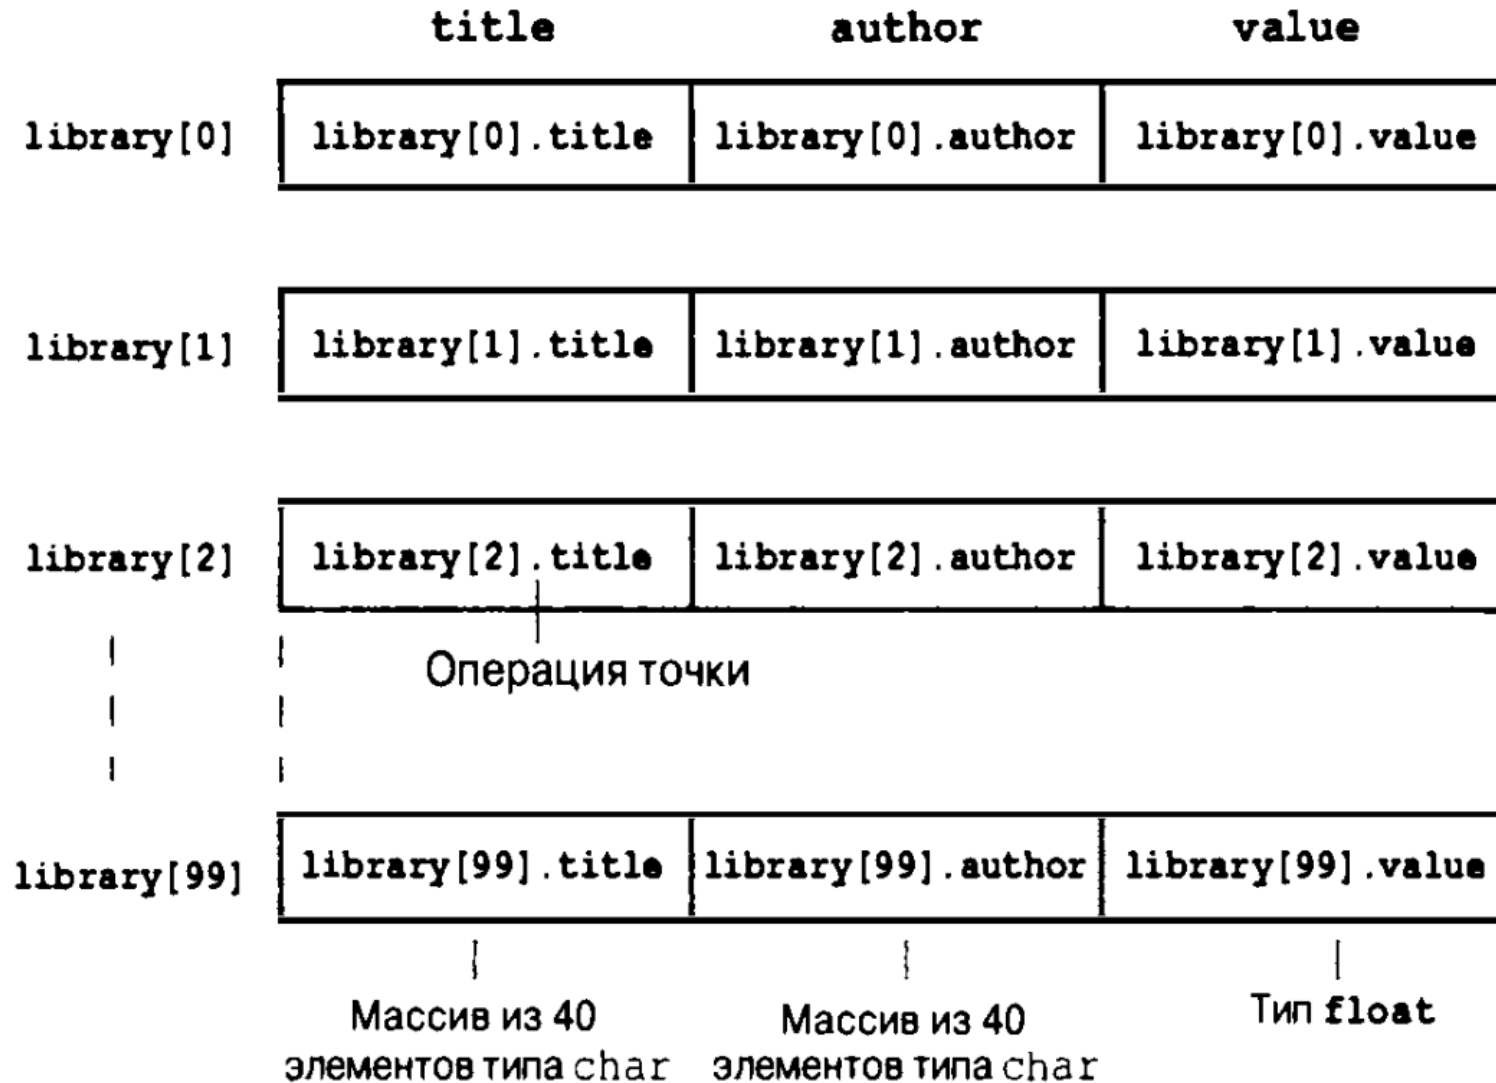 title author value
library[0] library[0].title library[0].author library[0].value
library[1] library[1].title library[1].author library[1].value
library[2] library[2].title library[2].author library[2].value
Операция точки
library[99] library[99].title library[99].author library[99].value
Массив из 40
элементов типа char
Массив из 40
элементов типа char
Тип float